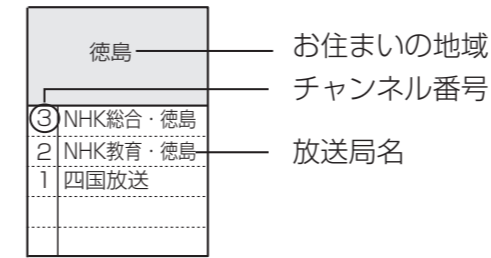 徳島
お住まいの地域
チャンネル番号
3 NHK総合・徳島
2 NHK教育・徳島
放送局名
1 四国放送